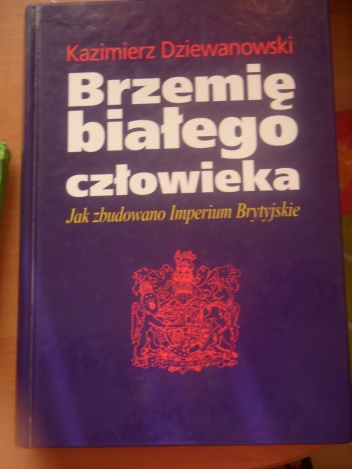 Kazimierz Dziewanowski
Brzemię
białego
człowieka
Jak zbudowano Imperium Brytyjskie